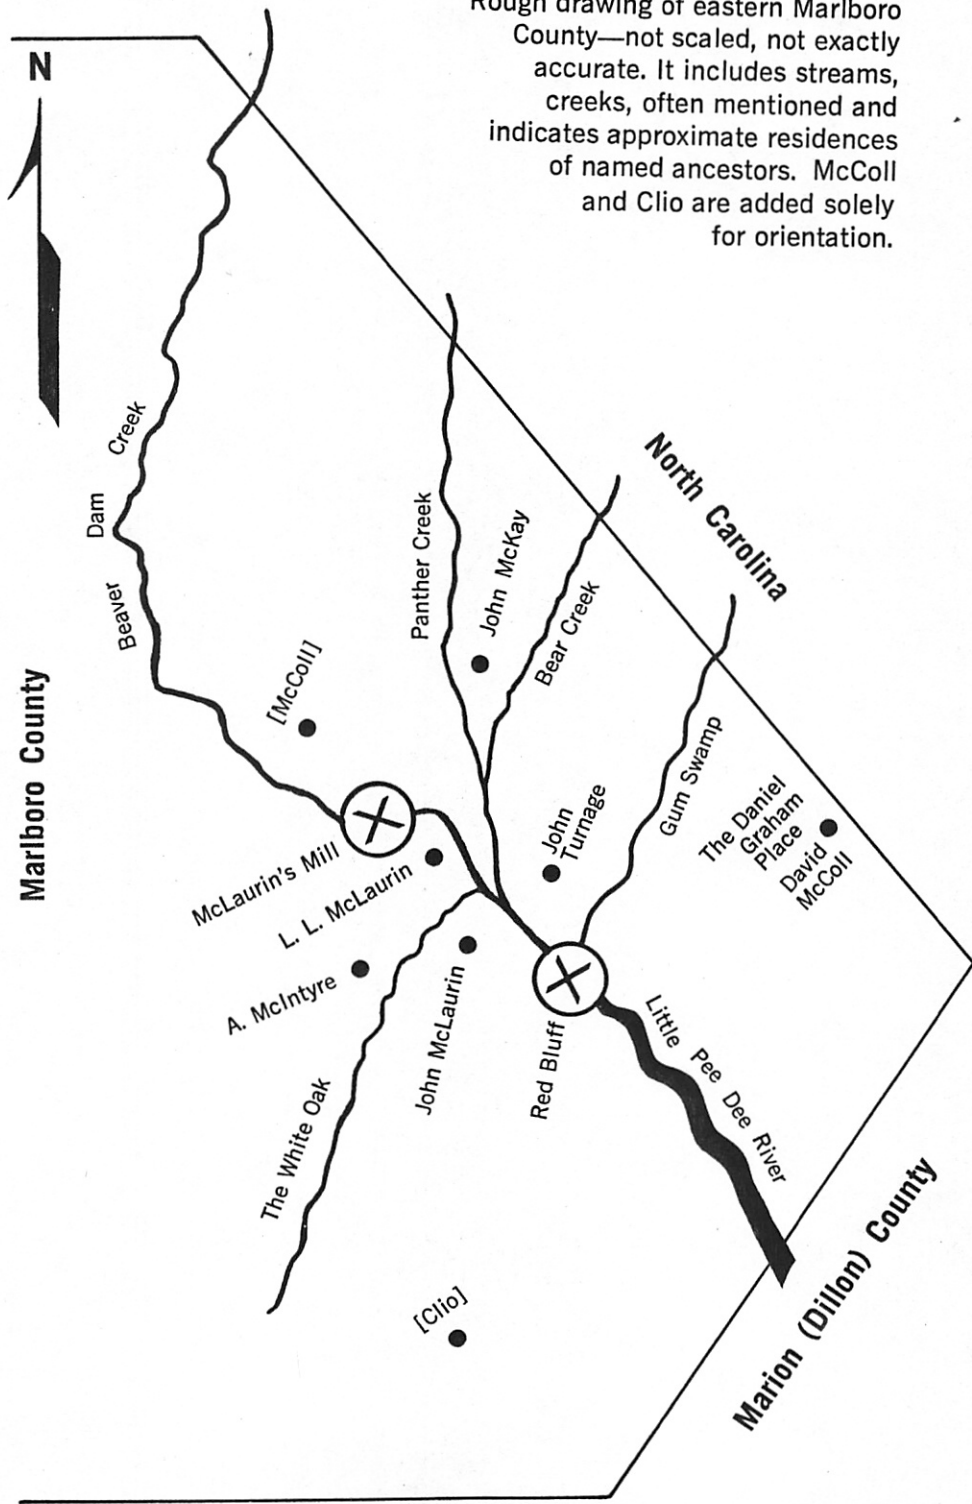 Rough drawing of eastern Marlboro
County—not scaled, not exactly
accurate. It includes streams,
creeks, often mentioned and
indicates approximate residences
of named ancestors. McColl
and Clio are added solely
for orientation.
N
Creek
Dam
Beaver
Marlboro County
[McColl]
Panther Creek
John McKay
Bear Creek
North Carolina
Gum Swamp
The Daniel
Graham
Place
David
McColl
John
Turnage
McLaurin's Mill
L. L. McLaurin
A. McIntyre
John McLaurin
Red Bluff
Little Pee Dee River
The White Oak
[Clio]
Marion (Dillon) County